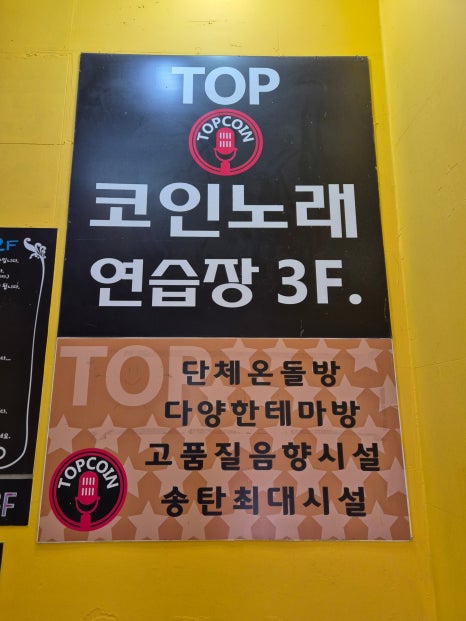 TOP
TOPCOIN
코인노래
연습장 3F.
TOP
단체온돌방
다양한테마방
고품질음향시설
송탄최대시설
TOPCOIN